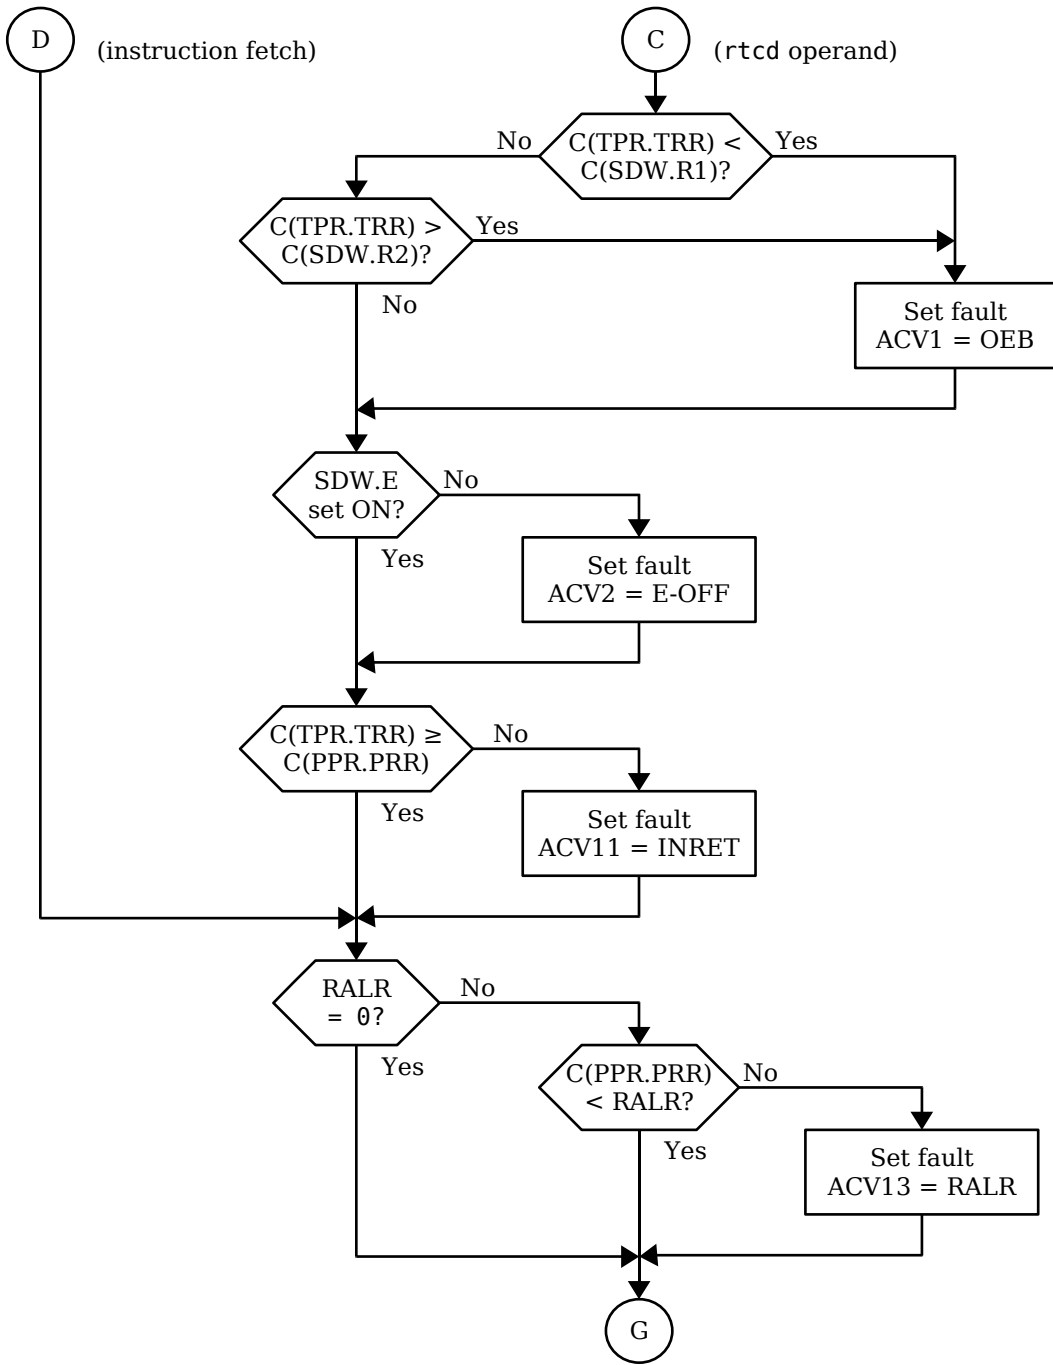 D
(instruction fetch)
C
(rtcd operand)
C(TPR.TRR) <
C(SDW.R1)?
No
Yes
C(TPR.TRR) >
C(SDW.R2)?
Yes
No
Set fault
ACV1 = OEB
SDW.E
set ON?
No
Yes
Set fault
ACV2 = E-OFF
C(TPR.TRR) ≥
C(PPR.PRR)
No
Yes
Set fault
ACV11 = INRET
RALR
= 0?
No
Yes
C(PPR.PRR)
< RALR?
No
Yes
Set fault
ACV13 = RALR
G